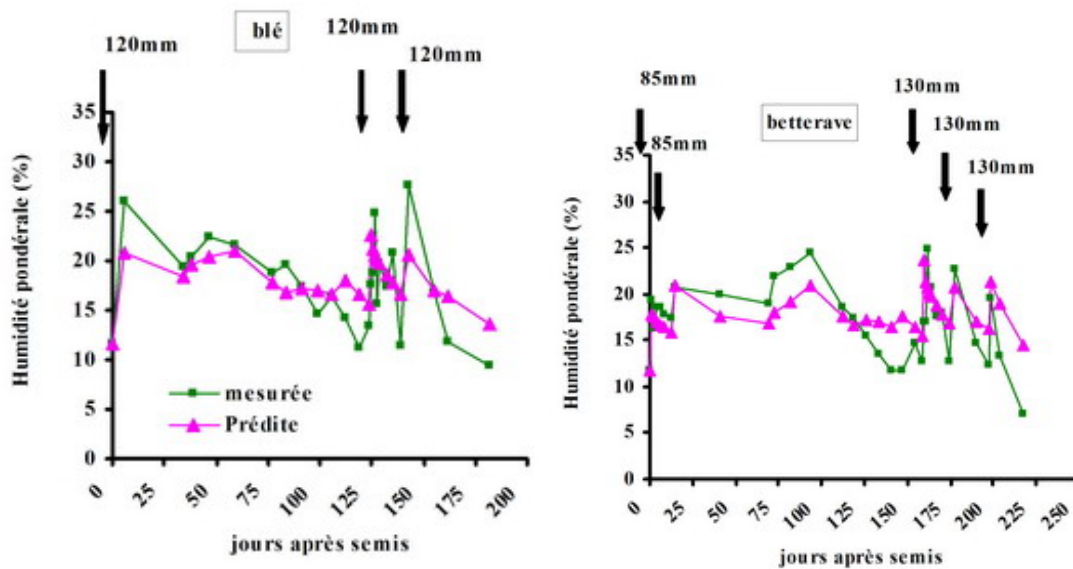 blé
120mm
120mm
120mm
Humidité pondérale (%)
35
30
25
20
15
10
5
0
mesurée
Prédite
0 25 50 75 100 125 150 175 200
jours après semis
betterave
85mm
85mm
130mm
130mm
130mm
Humidité pondérale (%)
35
30
25
20
15
10
5
0
0 25 50 75 100 125 150 175 200 225 250
jours après semis